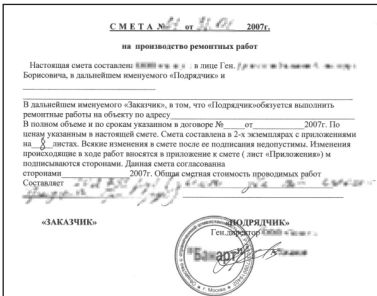 СМЕТА № от 2007г.
на производство ремонтных работ
Настоящая смета составлена в лице Ген.
Борисовича, в дальнейшем именуемого «Подрядчик» и
В дальнейшем именуемого «Заказчик», в том, что «Подрядчик»обязуется выполнить
ремонтные работы на объекту по адресу
В полном объеме и по срокам указанным в договоре № от 2007г. По
ценам указанным в настоящей смете. Смета составлена в 2-х экземплярах с приложениями
на 8 листах. Всякие изменения в смете после ее подписания недопустимы. Изменения
происходящие в ходе работ вносятся в приложение к смете ( лист «Приложения») м
подписываются сторонами. Данная смета согласованна
сторонами 2007г. Общая сметная стоимость проводимых работ
Составляет
«ЗАКАЗЧИК» «ПОДРЯДЧИК»
Ген.директор
г. Москва